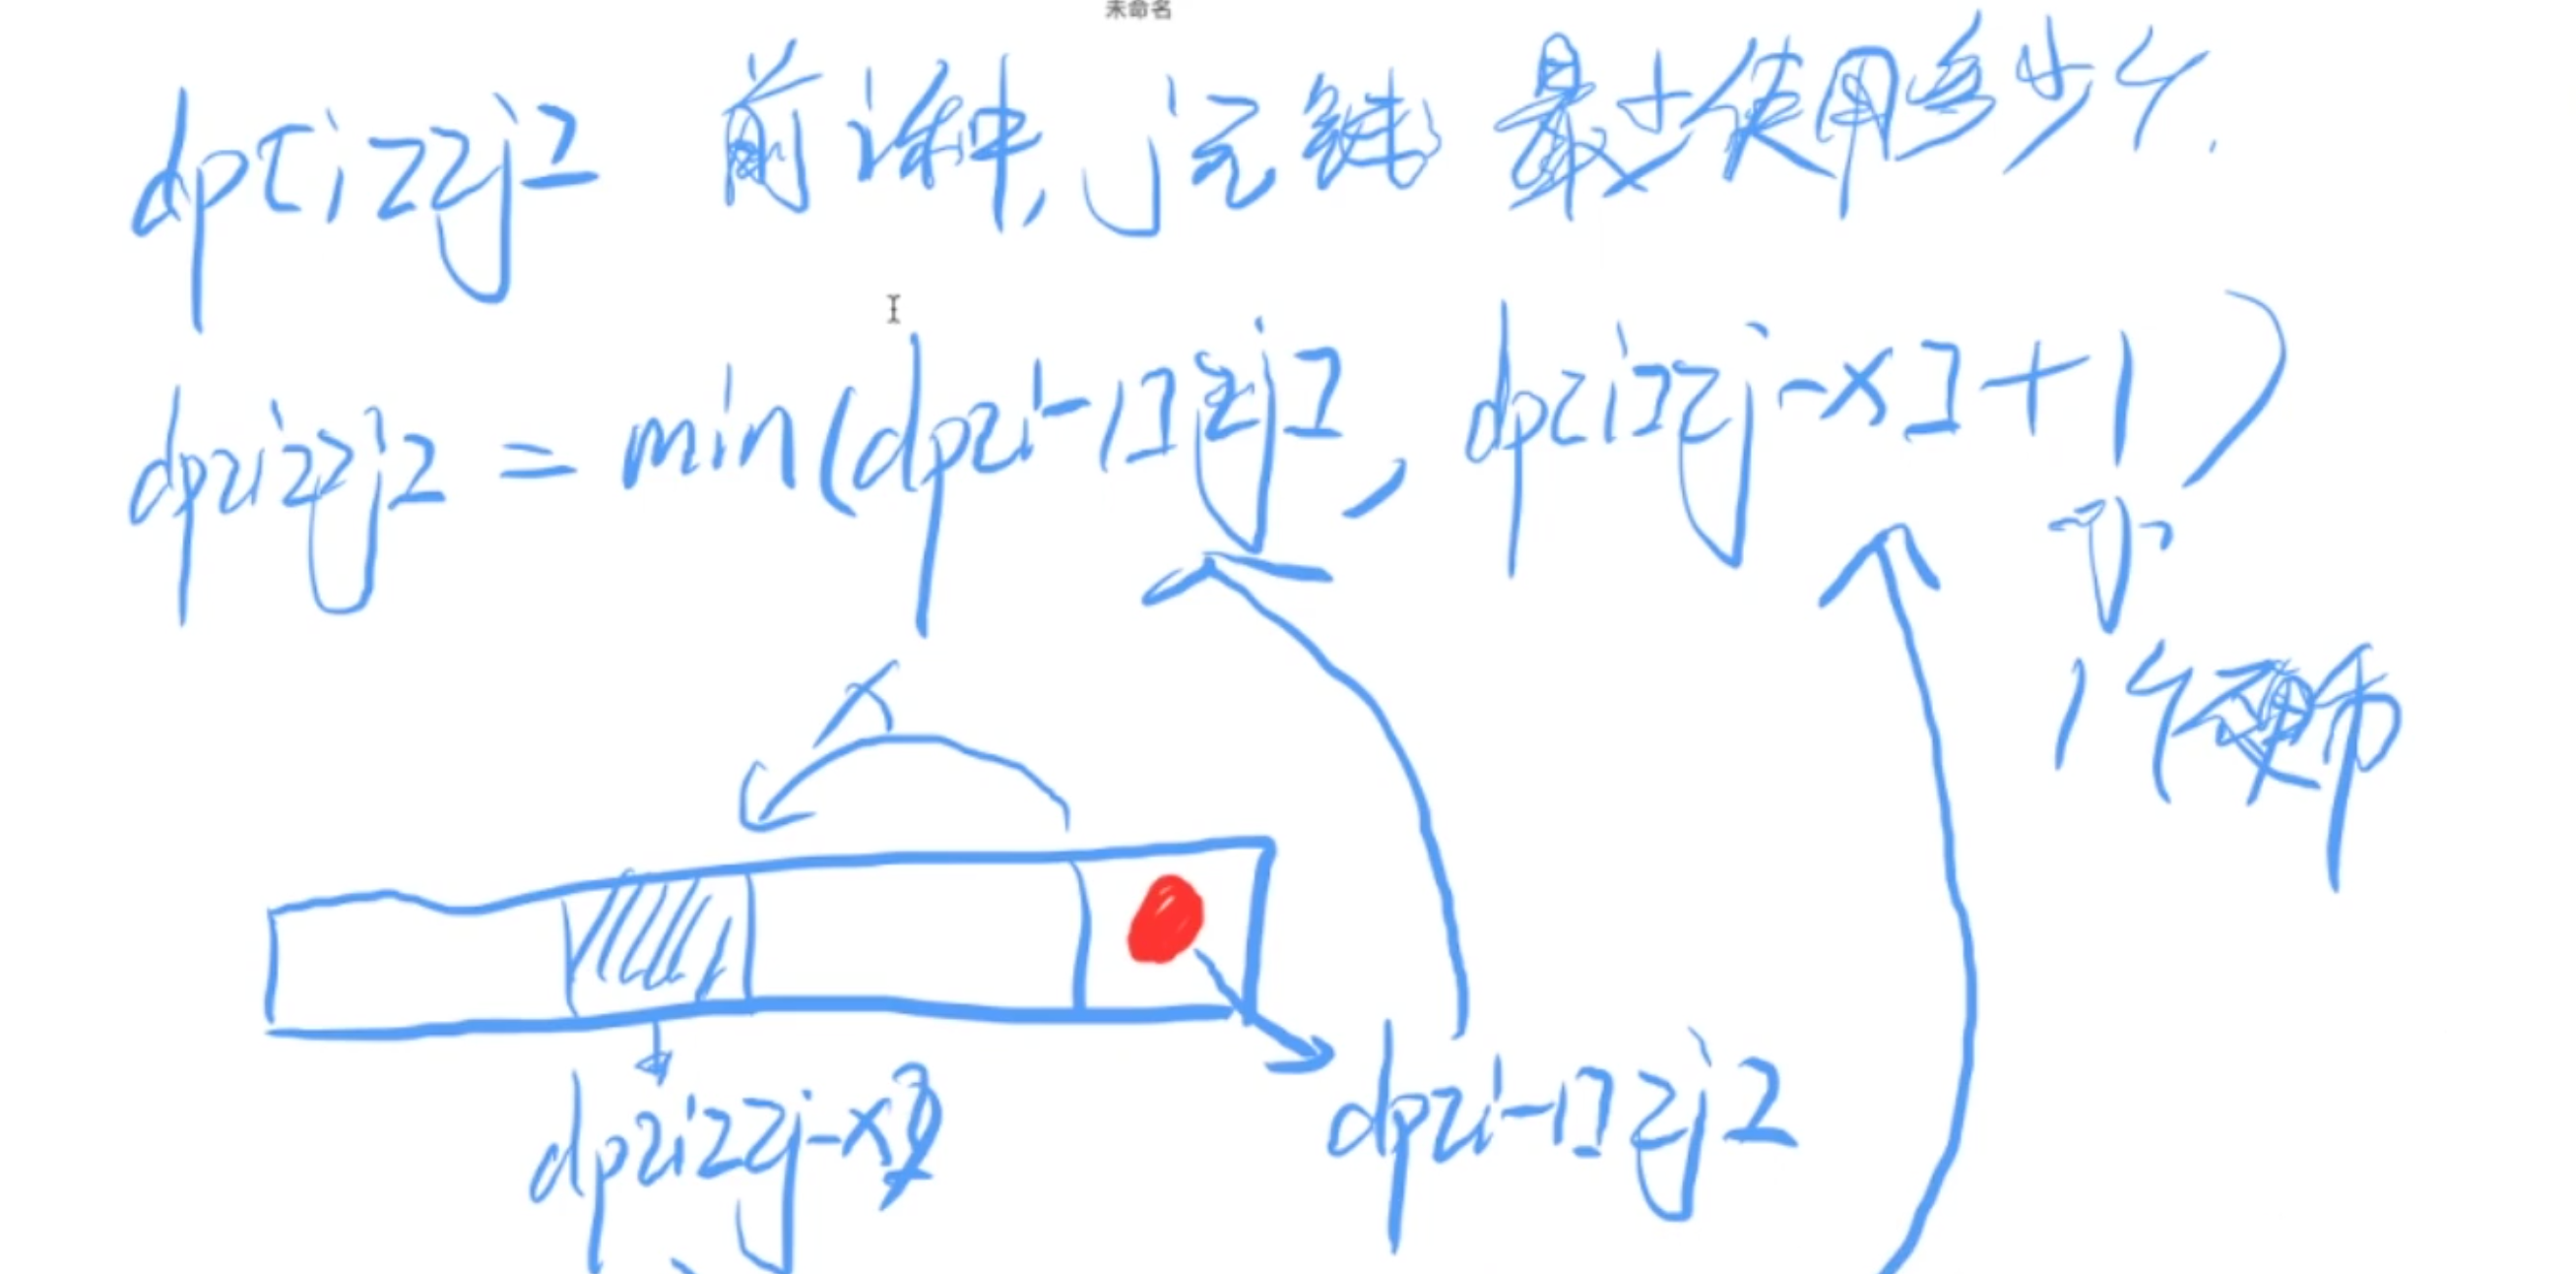 未命名
dp[i][j] 前i种, j元钱 最少使用多少个.
dp[i][j] = min(dp[i-1][j], dp[i][j-x]+1)
1个硬币
x
dp[i][j-x]
dp[i-1][j]